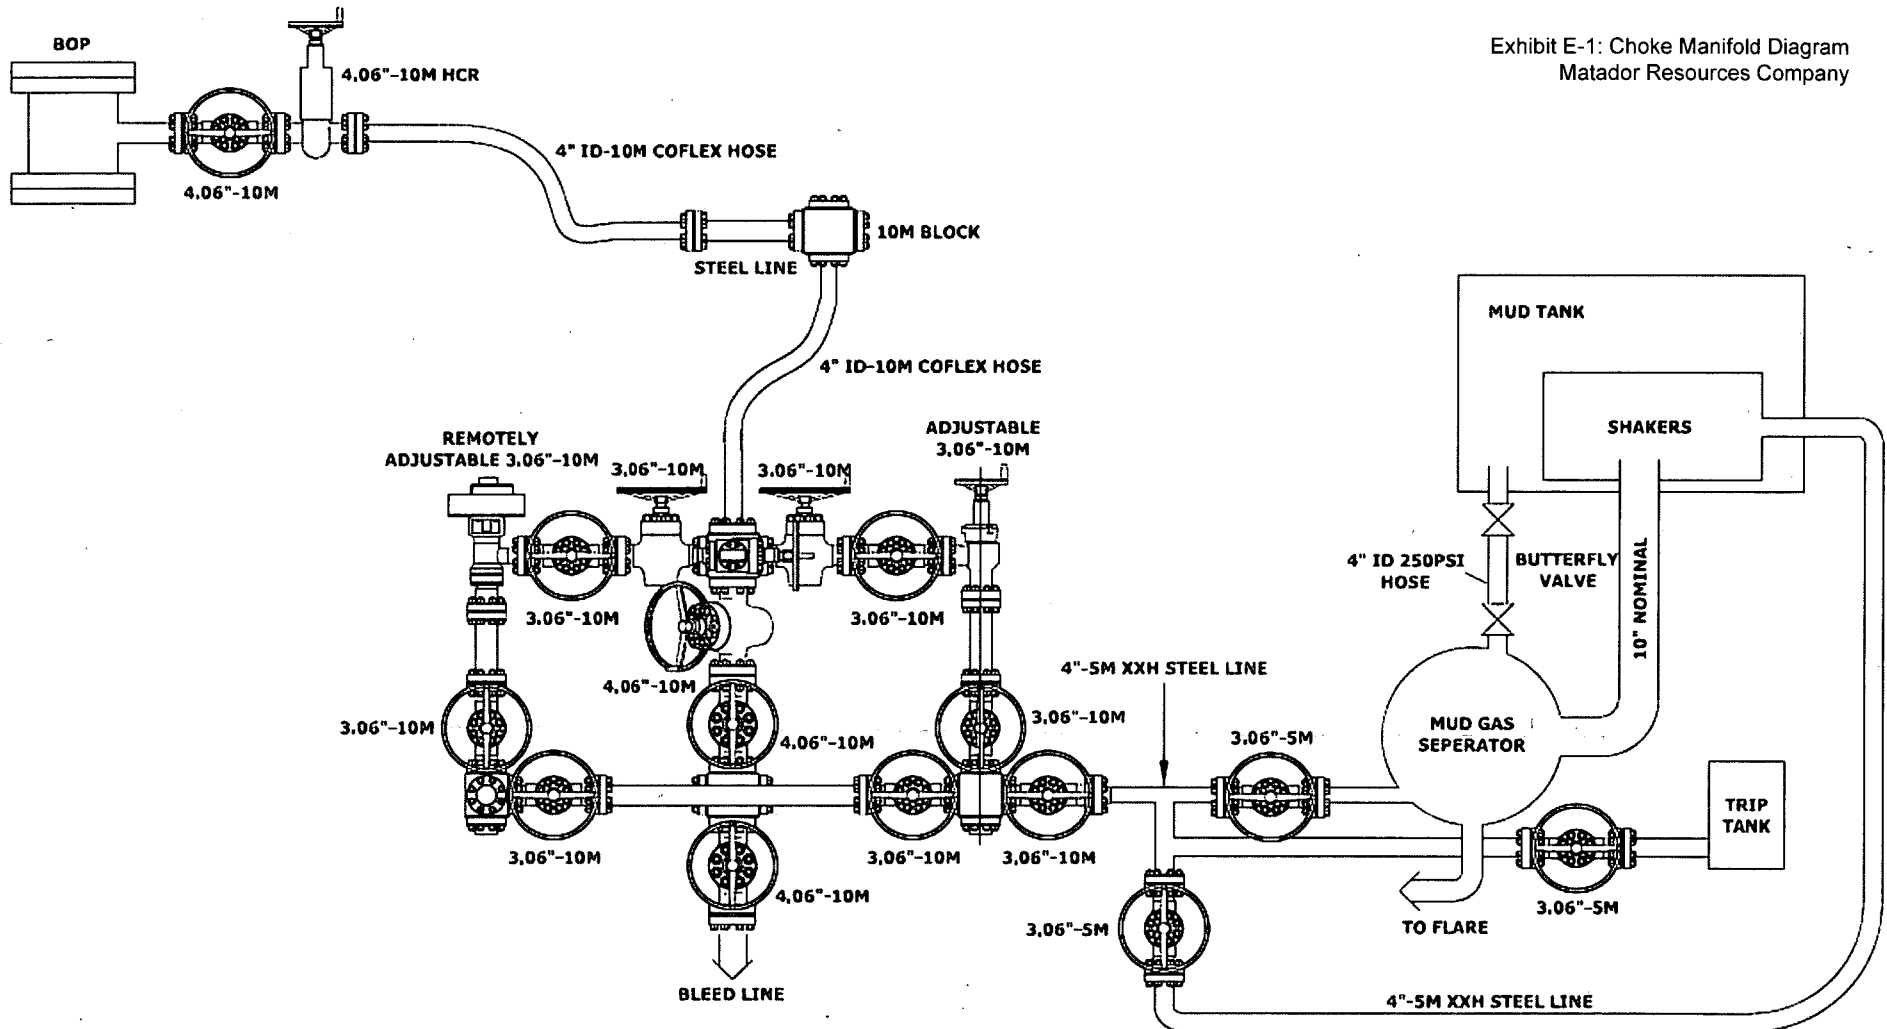 Exhibit E-1: Choke Manifold Diagram
Matador Resources Company
BOP
4.06"-10M HCR
4.06"-10M
4" ID-10M COFLEX HOSE
10M BLOCK
STEEL LINE
4" ID-10M COFLEX HOSE
MUD TANK
SHAKERS
REMOTELY
ADJUSTABLE 3.06"-10M
3.06"-10M
3.06"-10M
ADJUSTABLE
3.06"-10M
4" ID 250PSI
HOSE
BUTTERFLY
VALVE
10" NOMINAL
3.06"-10M
3.06"-10M
4.06"-10M
4"-5M XXH STEEL LINE
3.06"-10M
4.06"-10M
3.06"-10M
3.06"-5M
MUD GAS
SEPERATOR
TRIP
TANK
3.06"-10M
3.06"-10M
3.06"-10M
4.06"-10M
3.06"-5M
3.06"-5M
TO FLARE
BLEED LINE
4"-5M XXH STEEL LINE